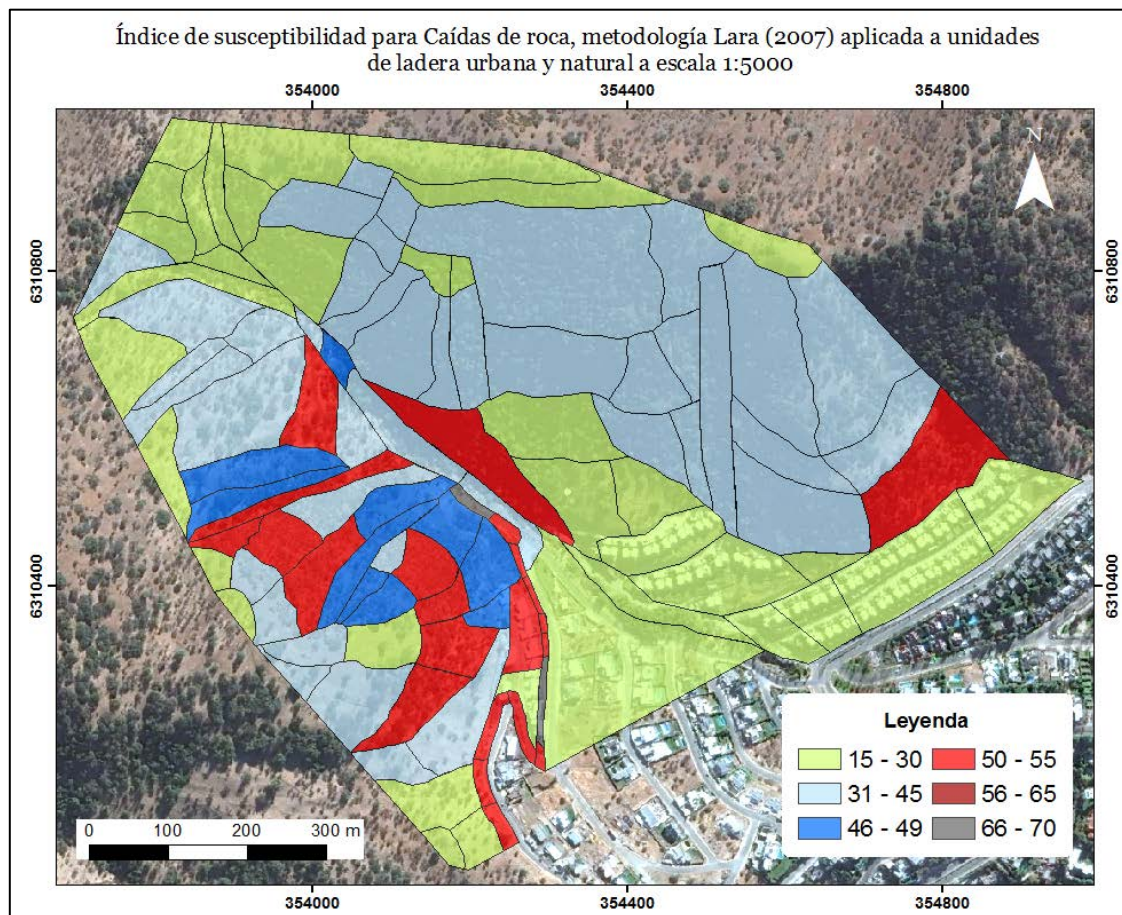 Índice de susceptibilidad para Caídas de roca, metodología Lara (2007) aplicada a unidades
de ladera urbana y natural a escala 1:5000
354000 354400 354800
N
6310800 6310800
6310400 6310400
Leyenda
15 - 30 50 - 55
31 - 45 56 - 65
46 - 49 66 - 70
0 100 200 300 m
354000 354400 354800